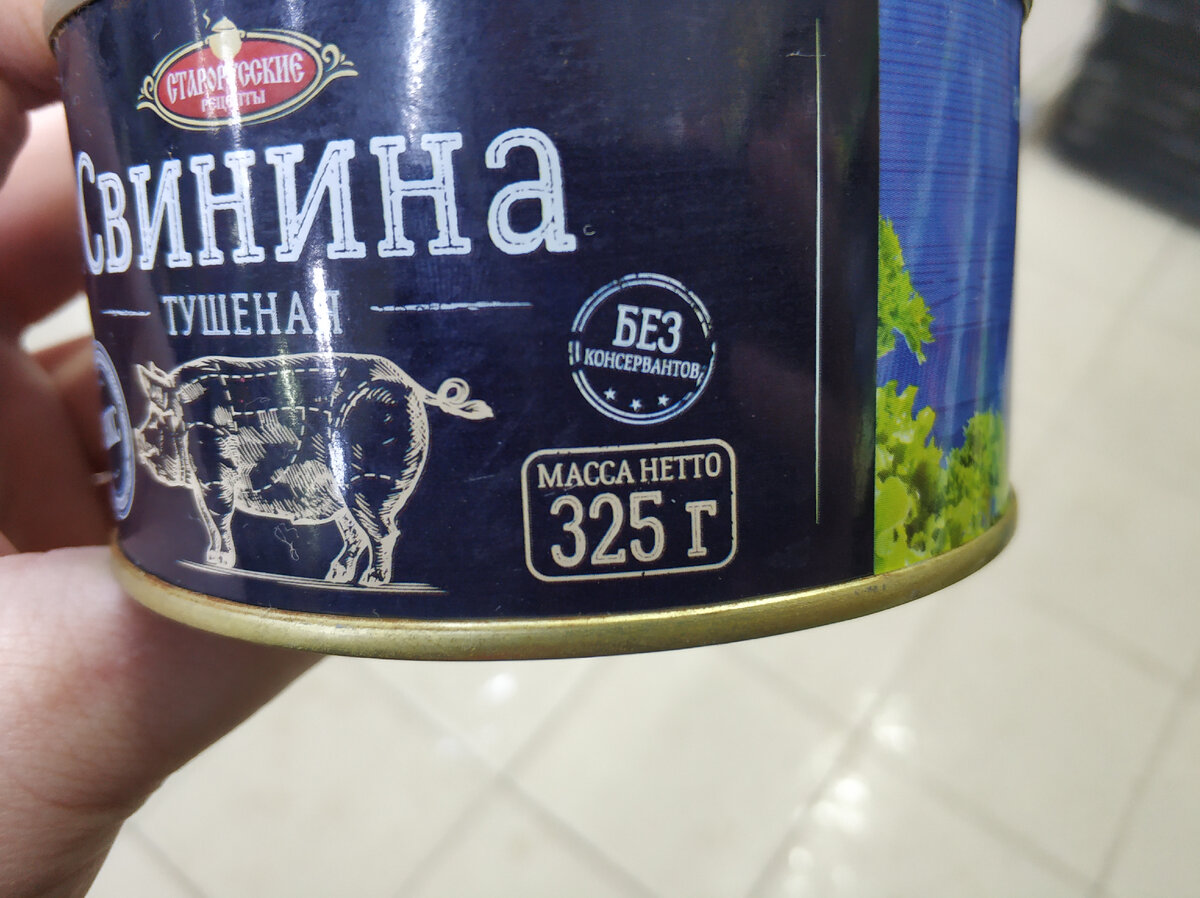 СТАРОРУССКИЕ
РЕЦЕПТЫ
Свинина
ТУШЕНАЯ
БЕЗ
КОНСЕРВАНТОВ
МАССА НЕТТО
325 г